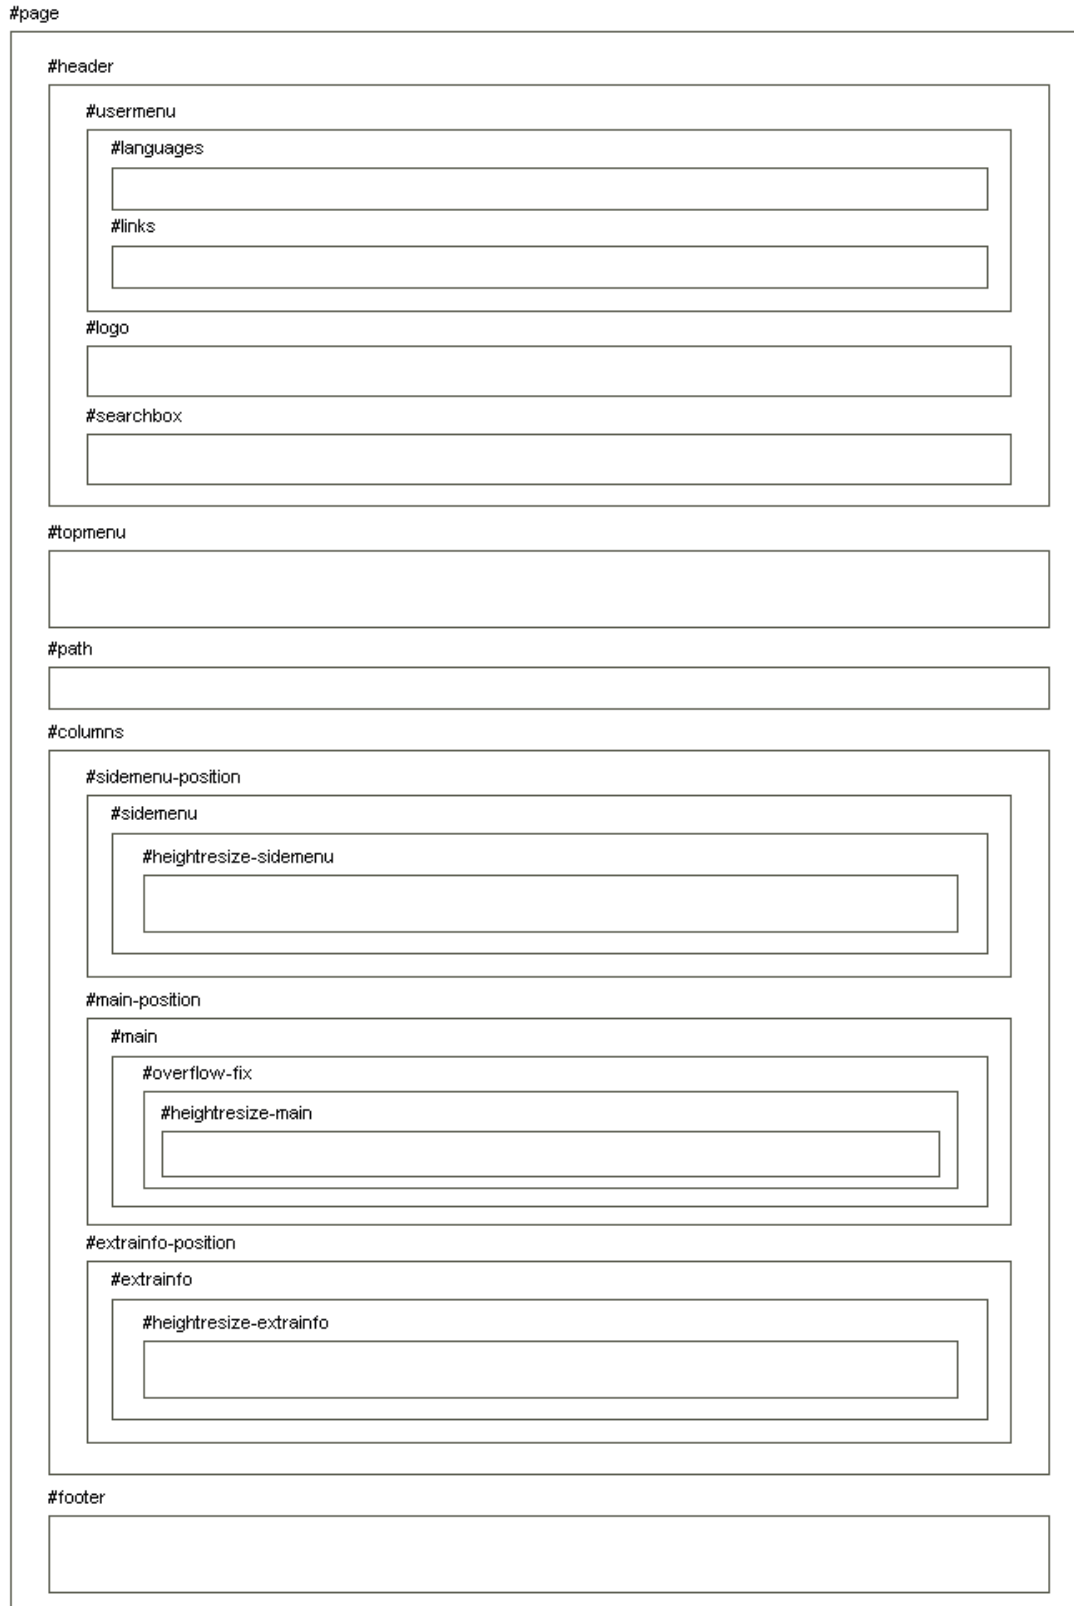 #page
#header
#usermenu
#languages
#links
#logo
#searchbox
#topmenu
#path
#columns
#sidemenu-position
#sidemenu
#heightresize-sidemenu
#main-position
#main
#overflow-fix
#heightresize-main
#extrainfo-position
#extrainfo
#heightresize-extrainfo
#footer